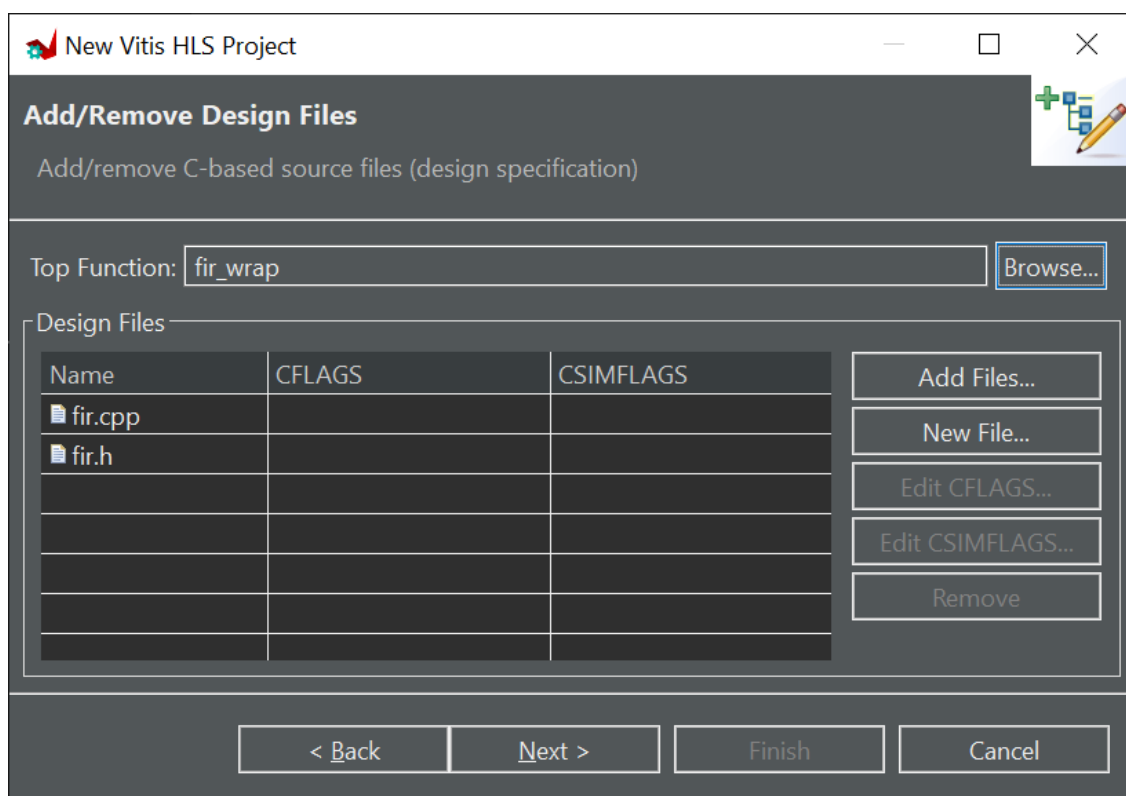 New Vitis HLS Project
Add/Remove Design Files
Add/remove C-based source files (design specification)
Top Function: fir_wrap Browse...
Design Files
Name CFLAGS CSIMFLAGS Add Files...
fir.cpp
New File...
fir.h
Edit CFLAGS...
Edit CSIMFLAGS...
Remove
< Back Next > Finish Cancel